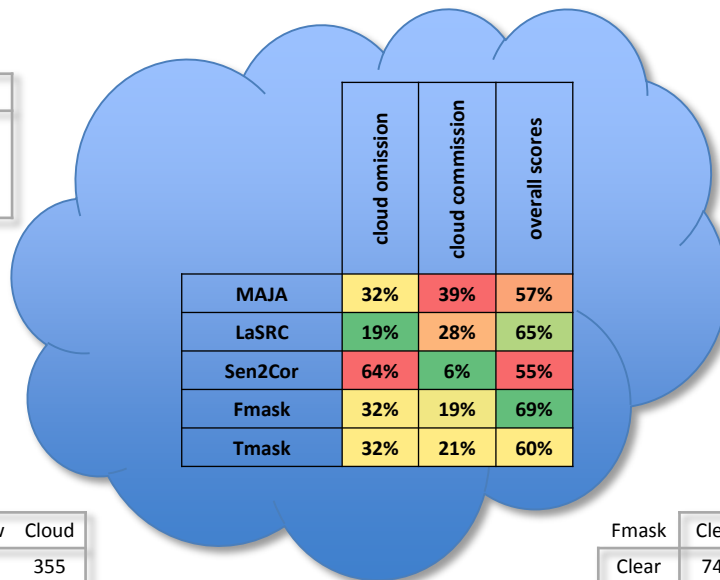 cloud omission cloud commission overall scores
MAJA 32% 39% 57%
LaSRC 19% 28% 65%
Sen2Cor 64% 6% 55%
Fmask 32% 19% 69%
Tmask 32% 21% 60%
Cloud
355
Fmask
Clear